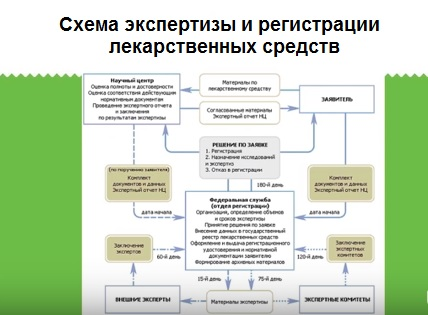 Схема экспертизы и регистрации
лекарственных средств
Научный центр
Оценка полноты и достоверности
Оценка соответствия действующим
нормативным документам
Проведение экспертного отчета
и заключения
по результатам экспертизы
Материалы по
лекарственному средству
Согласованные материалы
Экспертный отчет НЦ
ЗАЯВИТЕЛЬ
РЕШЕНИЕ ПО ЗАЯВКЕ
1. Регистрация
2. Назначения исследований
и экспертиз
3. Отказ в регистрации
(по поручению заявителя)
Комплект
документов и данных
Экспертный отчет НЦ
Комплект
документов и данных
Экспертный отчет НЦ
180-й день
дата начала
дата начала
Федеральная служба
(отдел регистрации)
Организация, определение объемов
и сроков экспертизы
Принятие решения по заявке
Внесение данных в государственный
реестр лекарственных средств
Оформление и выдача регистрационного
удостоверения и нормативной
документации заявителю
Формирование архивных материалов
Заключение
экспертов
60-й день
Заключение
экспертных
комитетов
120-й день
15-й день
75-й день
ВНЕШНИЕ ЭКСПЕРТЫ
Материалы экспертизы
ЭКСПЕРТНЫЕ КОМИТЕТЫ